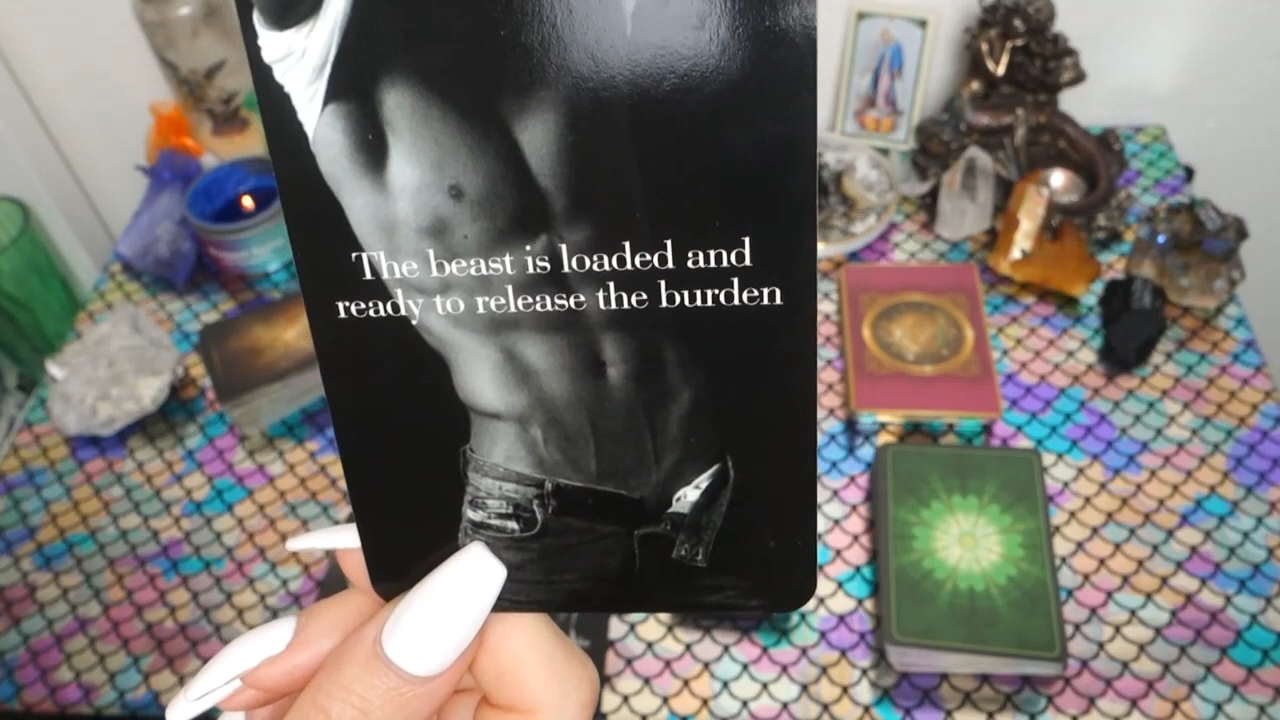 The beast is loaded and
ready to release the burden